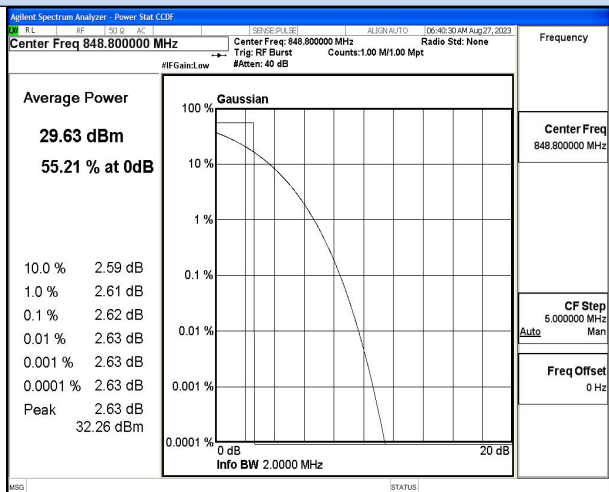 Agilent Spectrum Analyzer - Power Stat CCDF
RL RF 50 Ω AC SENSE:PULSE ALIGN AUTO 06:40:30 AM Aug 27, 2023
Center Freq 848.800000 MHz
Center Freq: 848.800000 MHz Radio Std: None
Trig: RF Burst Counts:1.00 M/1.00 Mpt
#IFGain:Low #Atten: 40 dB
Frequency
Average Power
29.63 dBm
55.21 % at 0dB
10.0 % 2.59 dB
1.0 % 2.61 dB
0.1 % 2.62 dB
0.01 % 2.63 dB
0.001 % 2.63 dB
0.0001 % 2.63 dB
Peak 2.63 dB
32.26 dBm
Gaussian
100 %
10 %
1 %
0.1 %
0.01 %
0.001 %
0.0001 %
0 dB 20 dB
Info BW 2.0000 MHz
Center Freq
848.800000 MHz
CF Step
5.000000 MHz
Auto Man
Freq Offset
0 Hz
MSG STATUS